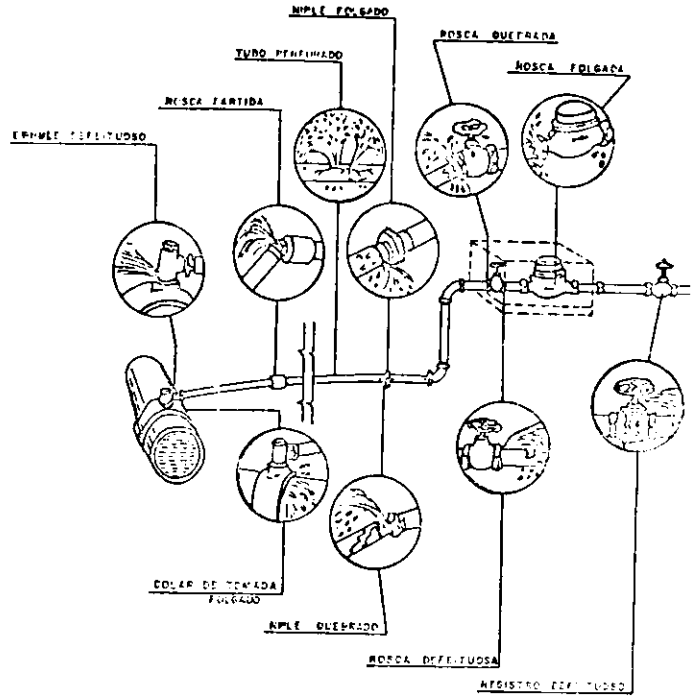 NIPLE FOLGADO
ROSCA QUEBRADA
TUBO PERFURADO
ROSCA FOLGADA
ROSCA PARTIDA
DEFEITUOSO
COLAR DE TOMADA
FOLGADO
NIPLE QUEBRADO
ROSCA DEFEITUOSA
REGISTRO DEFEITUOSO